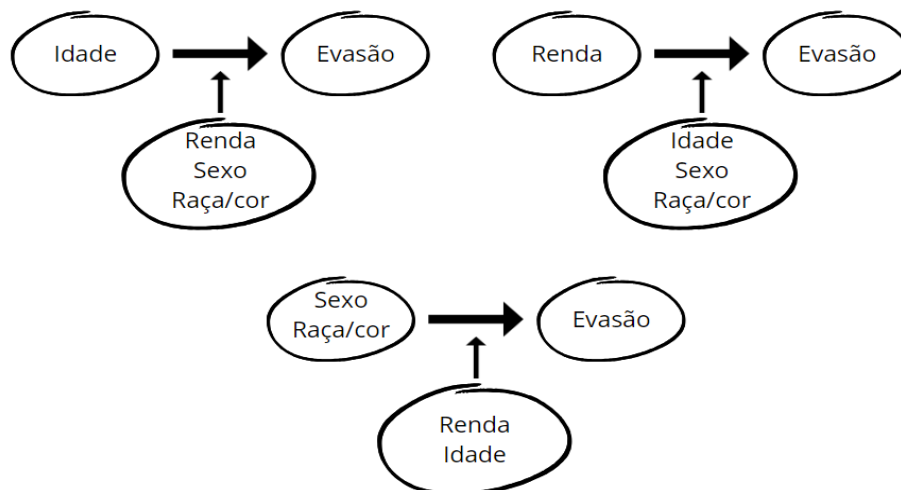 Idade
Evasão
Renda
Sexo
Raça/cor
Renda
Evasão
Idade
Sexo
Raça/cor
Sexo
Raça/cor
Evasão
Renda
Idade